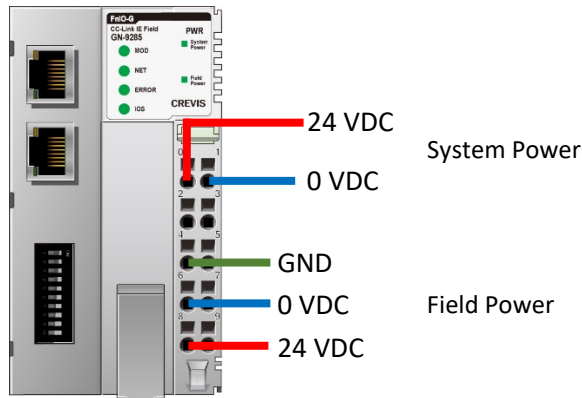 FnIO-G
CC-Link IE Field
GN-9285
PWR
MOD
System
Power
NET
ERROR
Field
Power
IOS
CREVIS
24 VDC
System Power
0 1
0 VDC
2 3
4 5
GND
6 7
0 VDC
Field Power
8 9
24 VDC